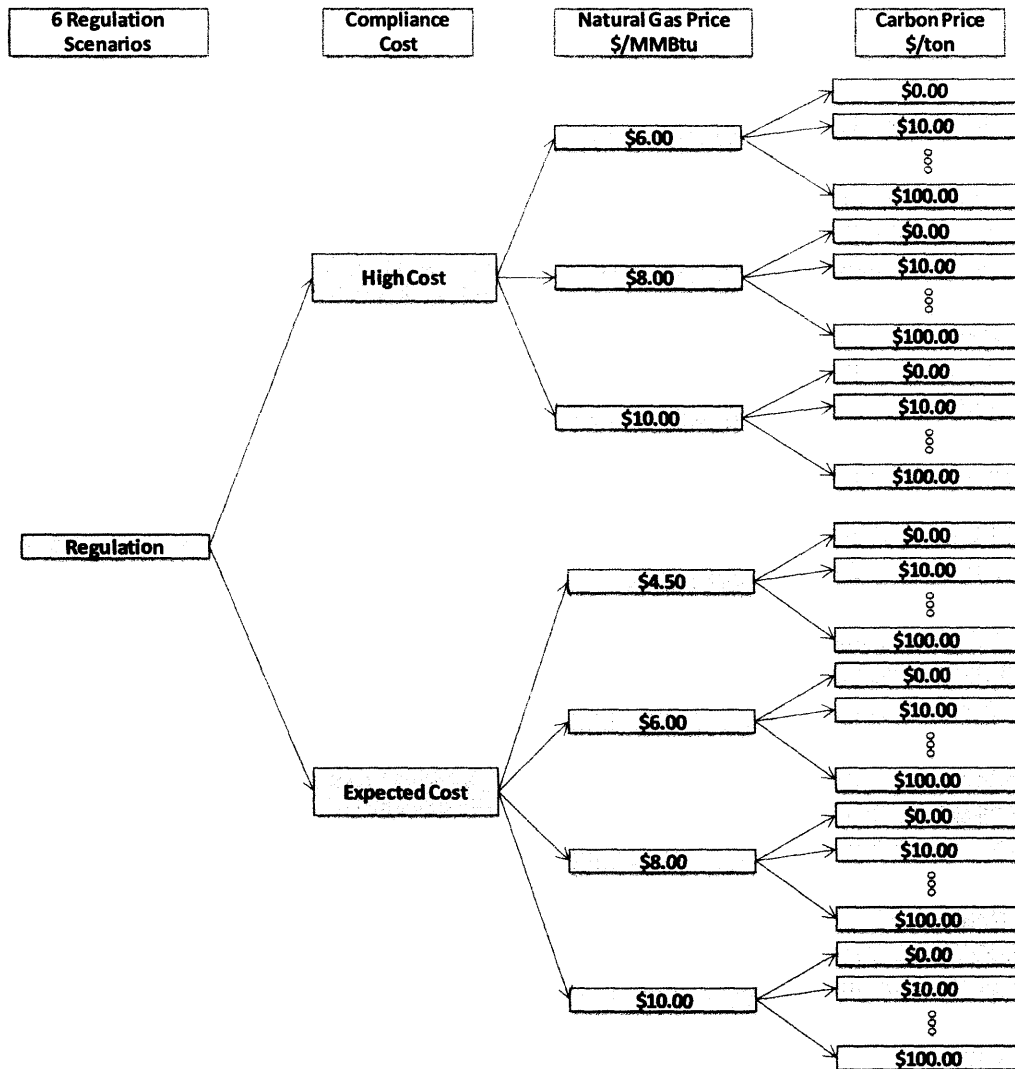 6 Regulation
Scenarios
Compliance
Cost
Natural Gas Price
$/MMBtu
Carbon Price
$/ton
$0.00
$10.00
$6.00
$100.00
$0.00
High Cost
$8.00
$10.00
$100.00
$0.00
$10.00
$10.00
$100.00
Regulation
$0.00
$4.50
$10.00
$100.00
$0.00
$6.00
$10.00
$100.00
Expected Cost
$0.00
$8.00
$10.00
$100.00
$0.00
$10.00
$10.00
$100.00